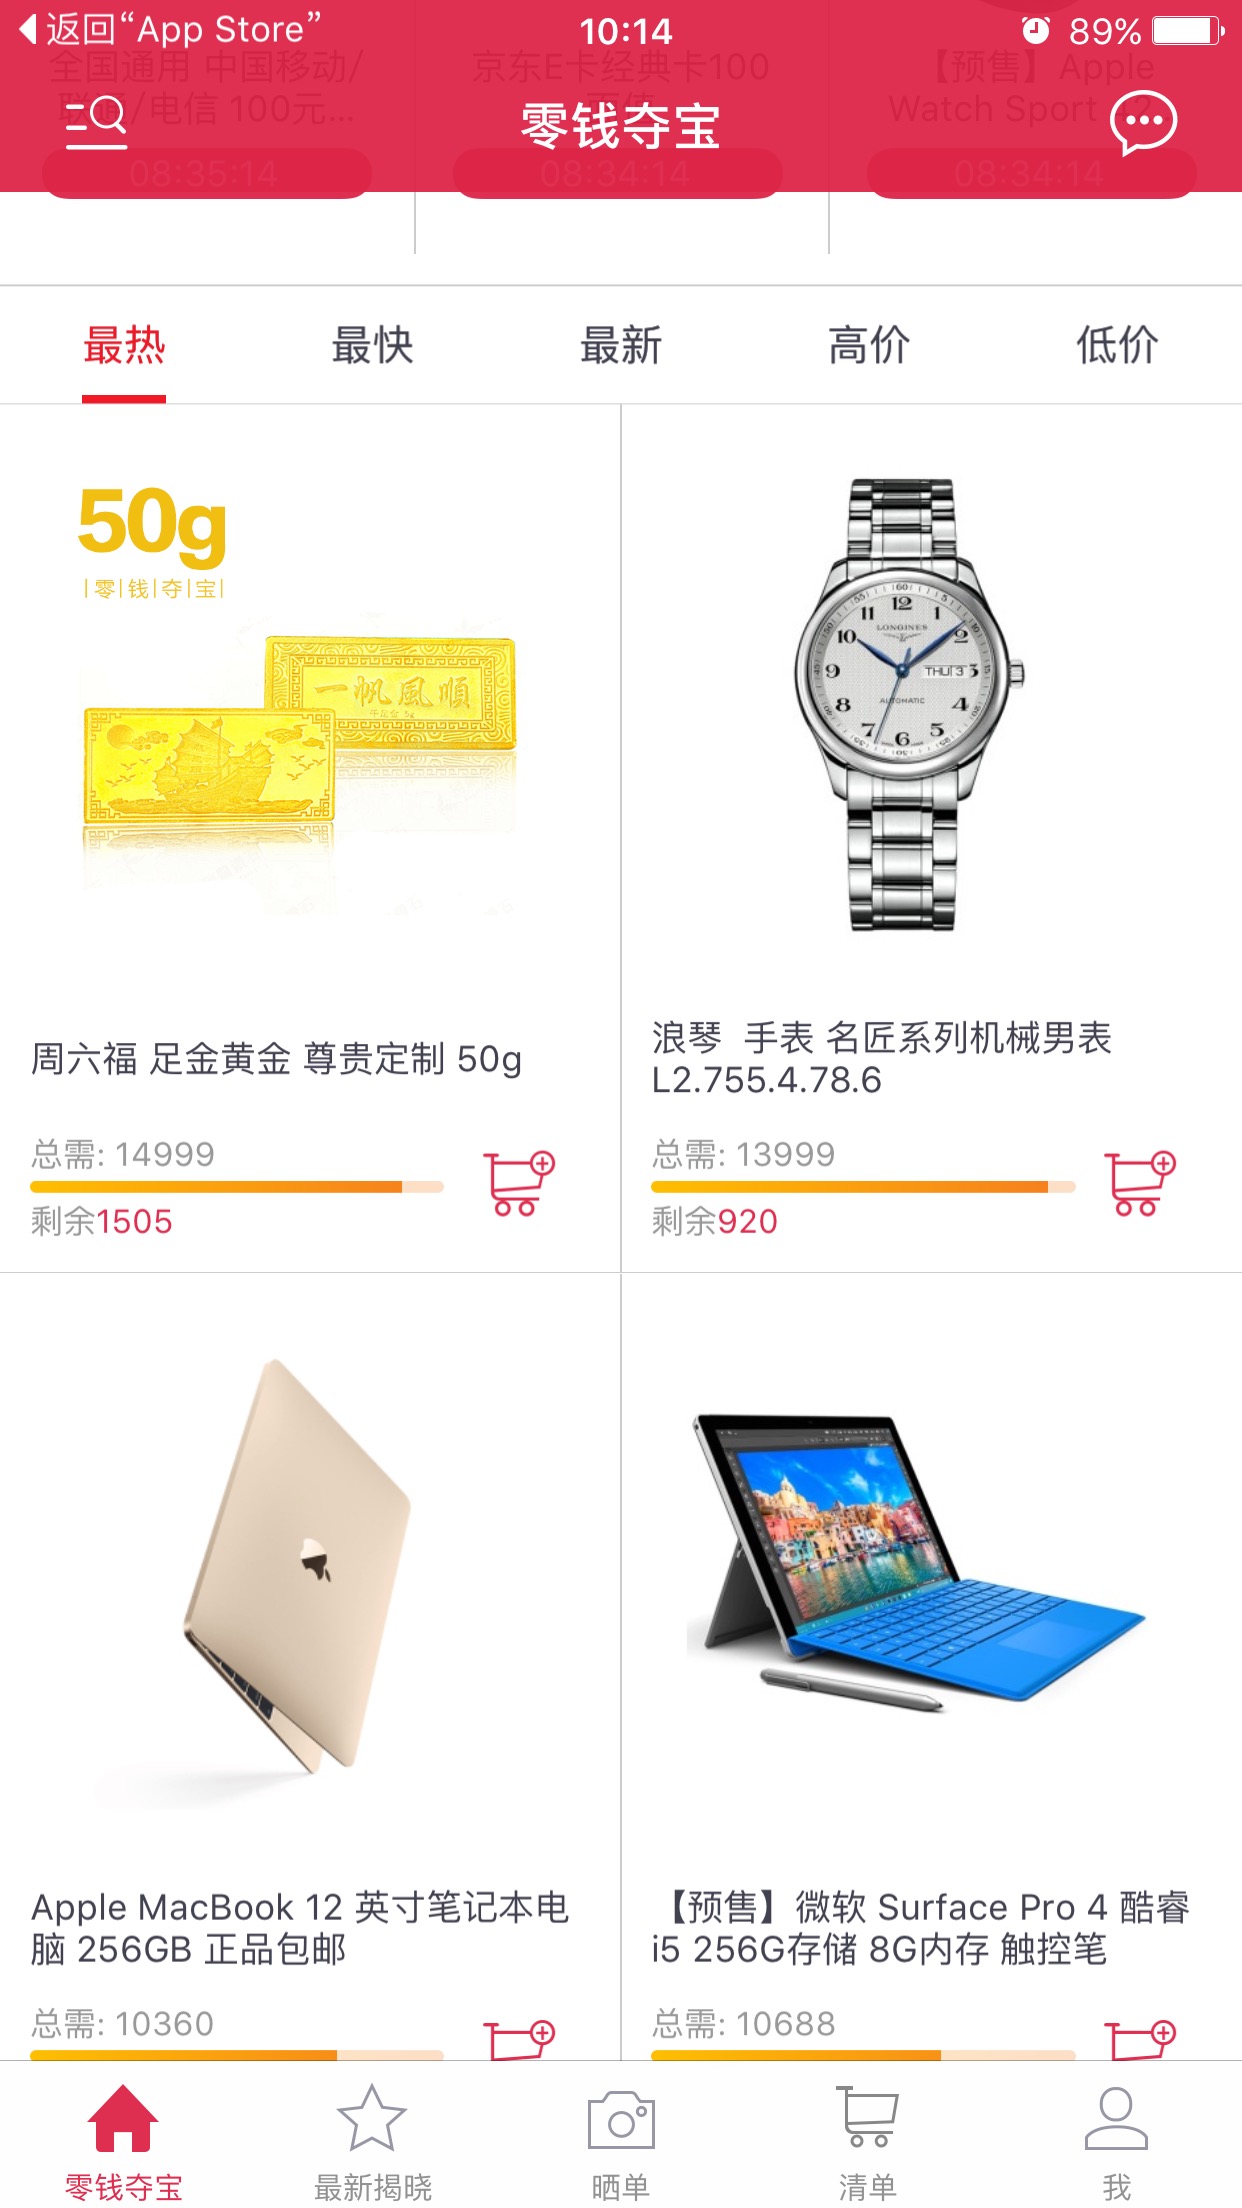 返回“App Store”
10:14
89%
全国通用 中国移动/
联通/电信 100元...
08:35:14
京东E卡经典卡100
面值
08:34:14
【预售】Apple
Watch Sport 42
08:34:14
零钱夺宝
最热
最快
最新
高价
低价
50g
零钱夺宝
一帆風順
周六福 足金黄金 尊贵定制 50g
总需: 14999
剩余1505
LONGINES
AUTOMATIC
THU 3
浪琴 手表 名匠系列机械男表
L2.755.4.78.6
总需: 13999
剩余920
Apple MacBook 12 英寸笔记本电
脑 256GB 正品包邮
总需: 10360
【预售】微软 Surface Pro 4 酷睿
i5 256G存储 8G内存 触控笔
总需: 10688
零钱夺宝
最新揭晓
晒单
清单
我